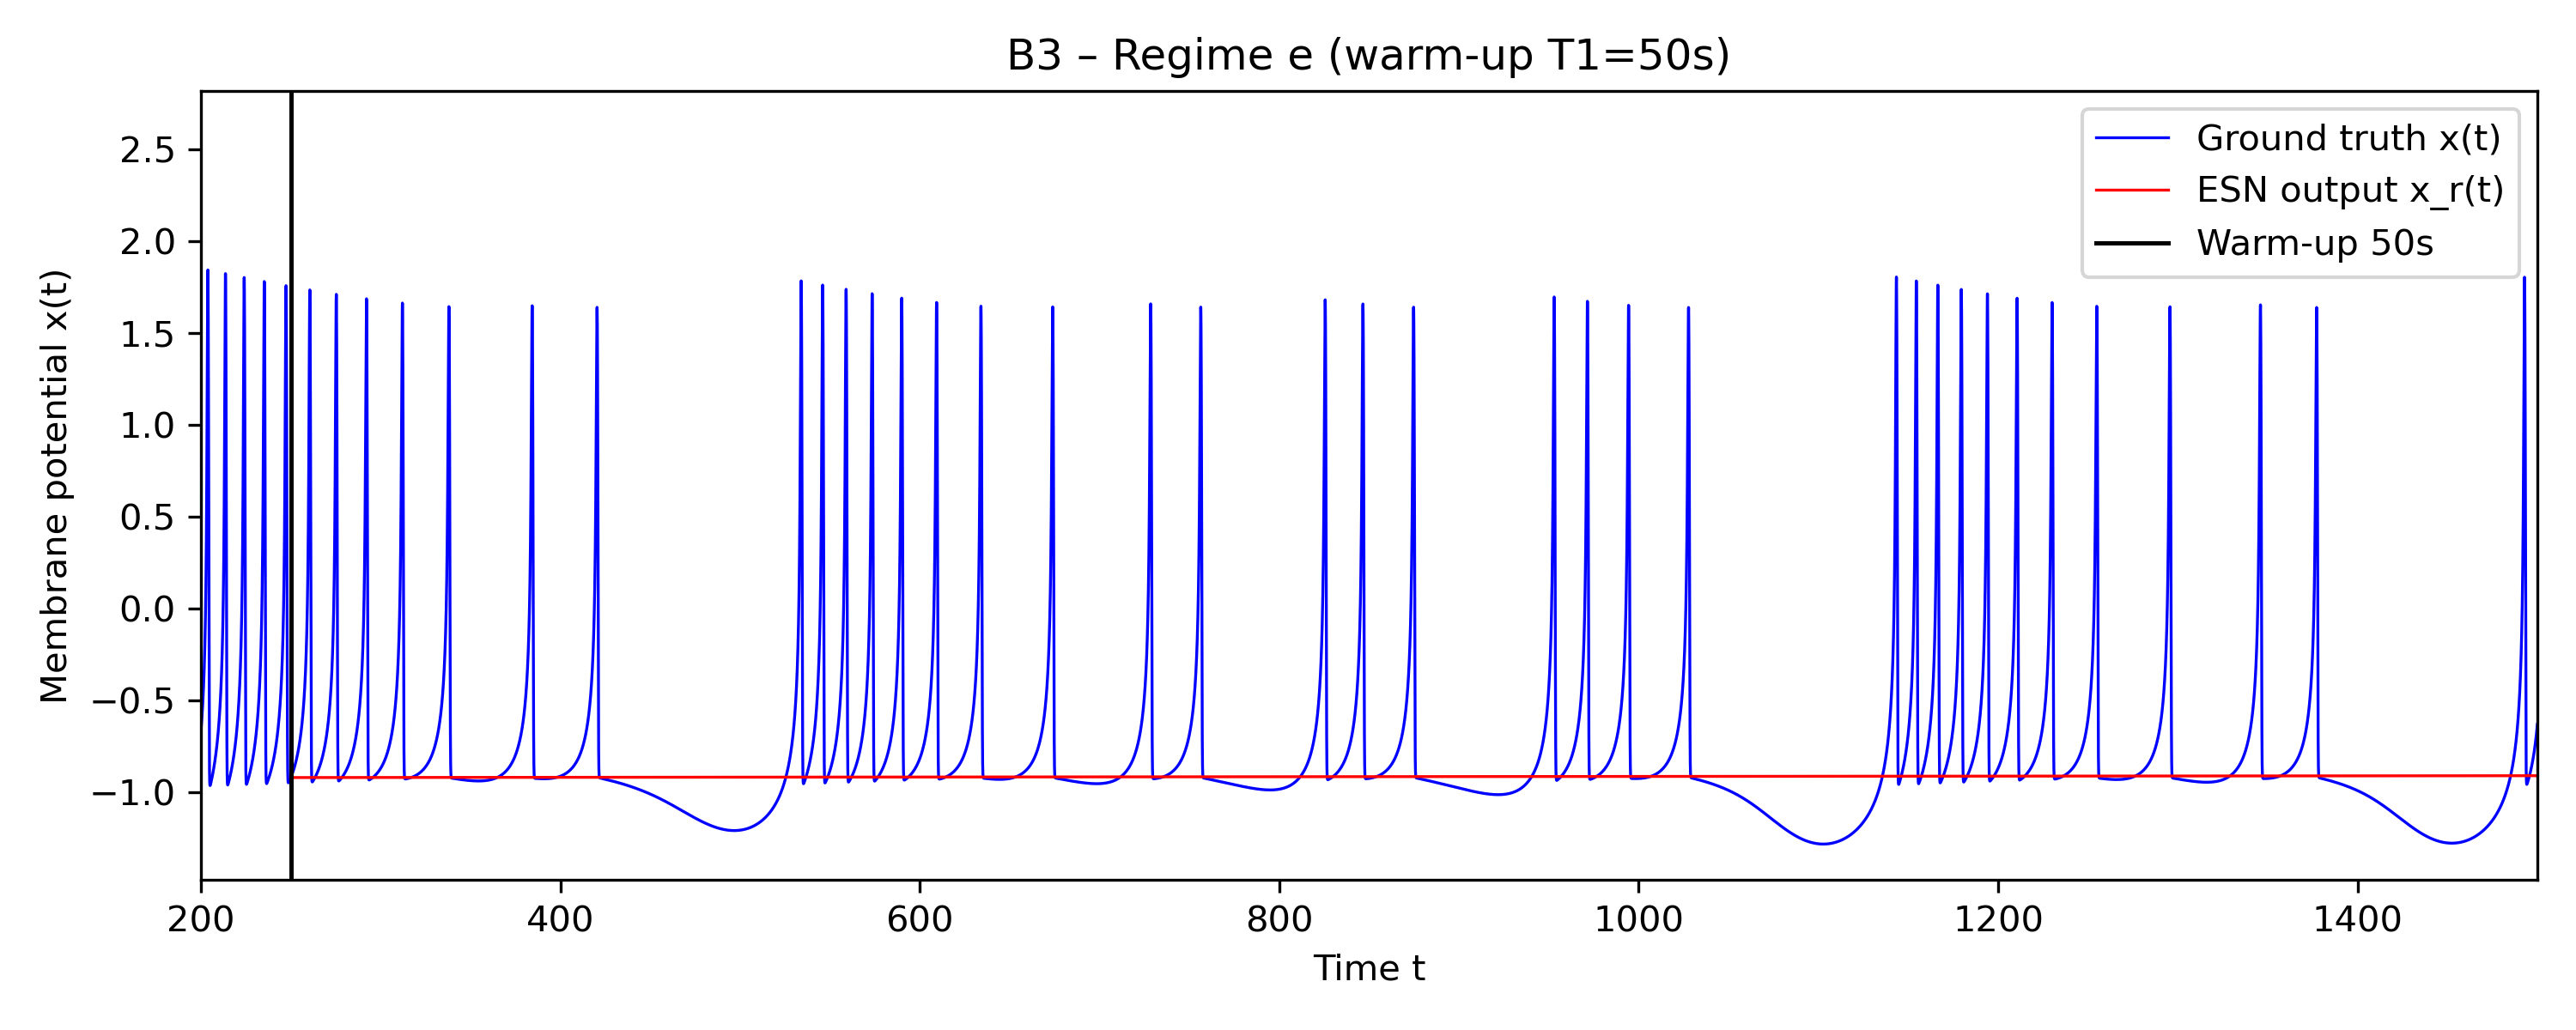 B3 – Regime e (warm-up T1=50s)
Ground truth x(t)
ESN output x_r(t)
Warm-up 50s
Membrane potential x(t)
2.5
2.0
1.5
1.0
0.5
0.0
−0.5
−1.0
200 400 600 800 1000 1200 1400
Time t